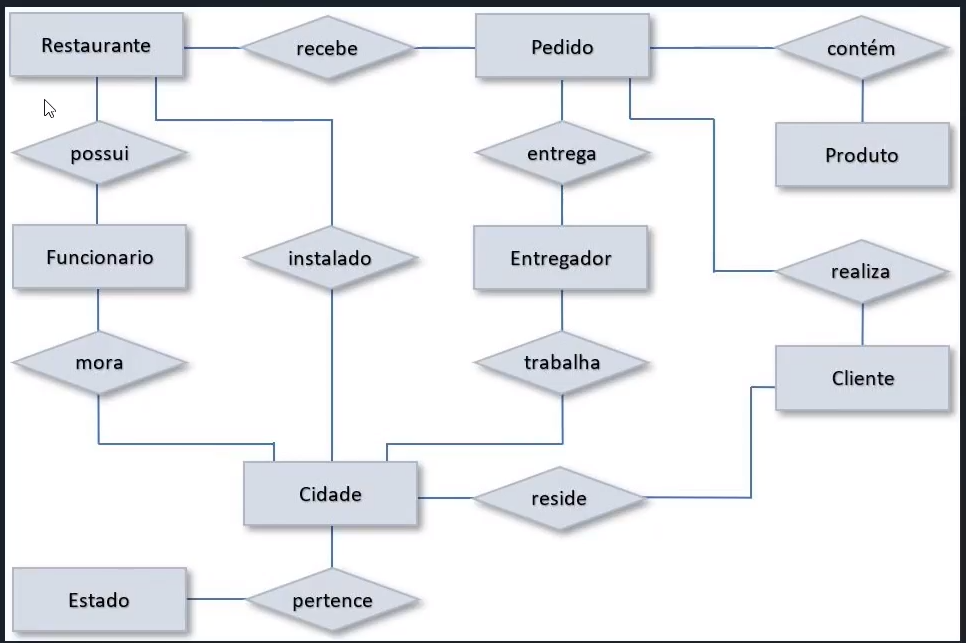 Restaurante
recebe
Pedido
contém
possui
entrega
Produto
Funcionario
instalado
Entregador
realiza
mora
trabalha
Cliente
Cidade
reside
Estado
pertence